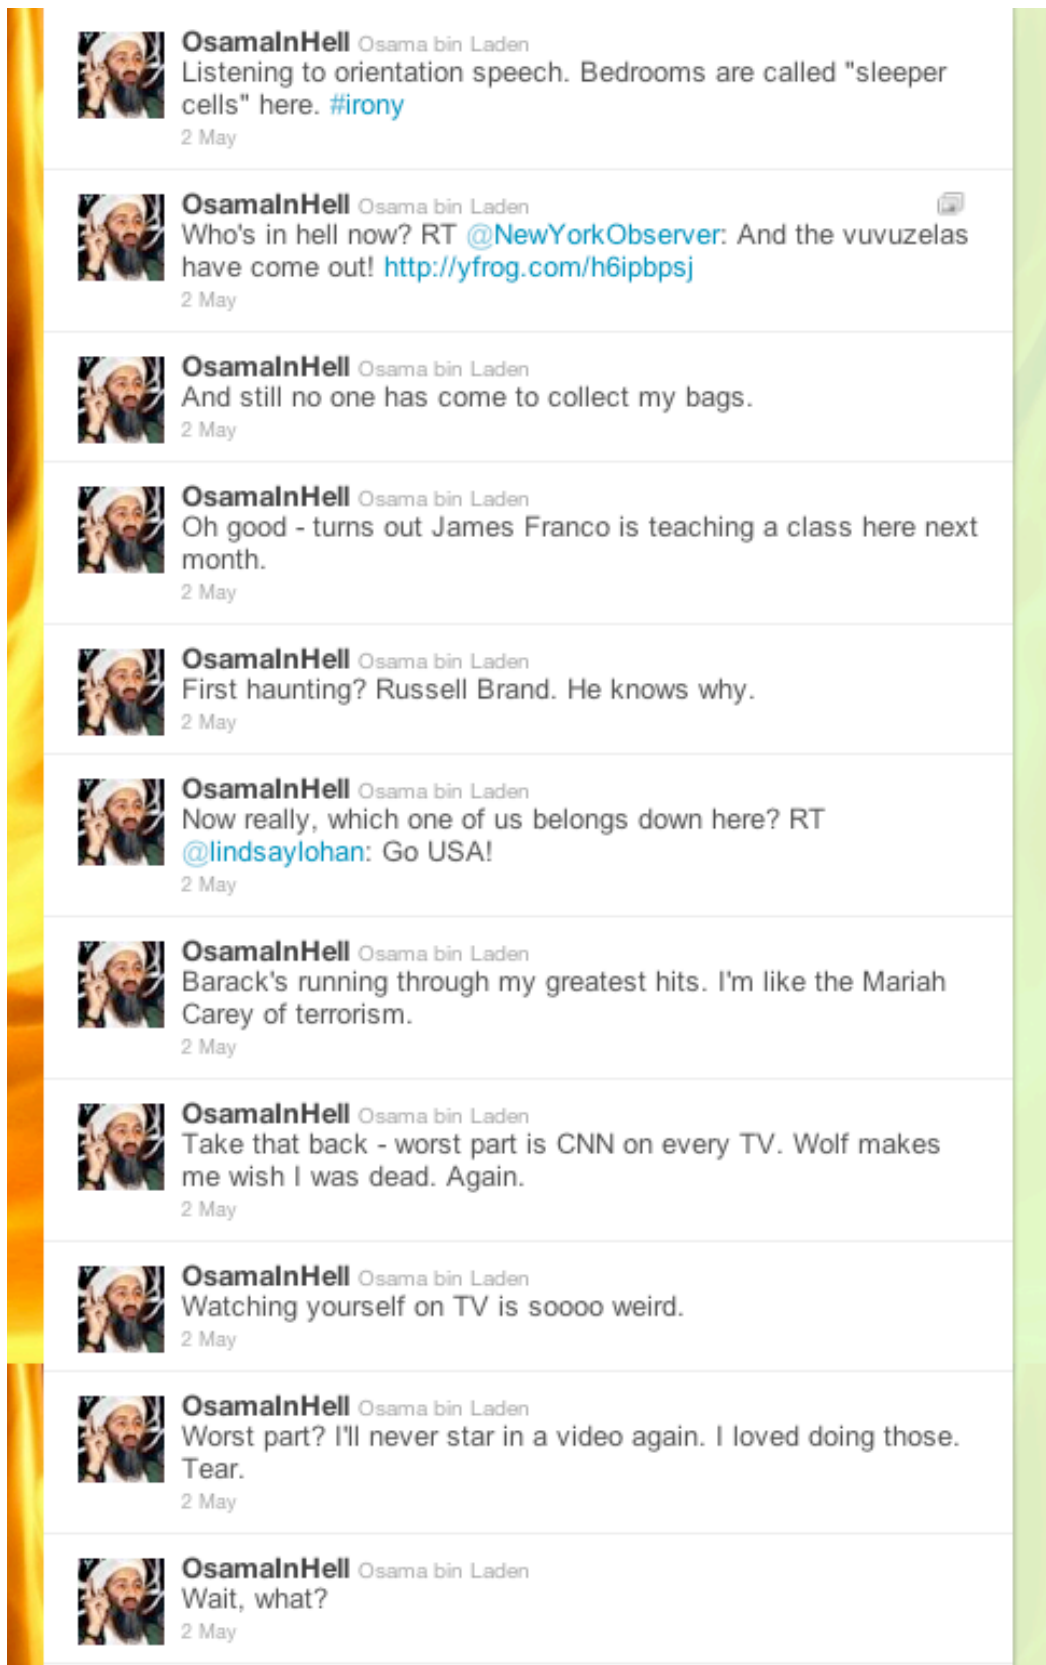 OsamaInHell Osama bin Laden
Listening to orientation speech. Bedrooms are called "sleeper
cells" here. #irony
2 May
OsamaInHell Osama bin Laden
Who's in hell now? RT @NewYorkObserver: And the vuvuzelas
have come out! http://yfrog.com/h6ipbpsj
2 May
OsamaInHell Osama bin Laden
And still no one has come to collect my bags.
2 May
OsamaInHell Osama bin Laden
Oh good - turns out James Franco is teaching a class here next
month.
2 May
OsamaInHell Osama bin Laden
First haunting? Russell Brand. He knows why.
2 May
OsamaInHell Osama bin Laden
Now really, which one of us belongs down here? RT
@lindsaylohan: Go USA!
2 May
OsamaInHell Osama bin Laden
Barack's running through my greatest hits. I'm like the Mariah
Carey of terrorism.
2 May
OsamaInHell Osama bin Laden
Take that back - worst part is CNN on every TV. Wolf makes
me wish I was dead. Again.
2 May
OsamaInHell Osama bin Laden
Watching yourself on TV is soooo weird.
2 May
OsamaInHell Osama bin Laden
Worst part? I'll never star in a video again. I loved doing those.
Tear.
2 May
OsamaInHell Osama bin Laden
Wait, what?
2 May